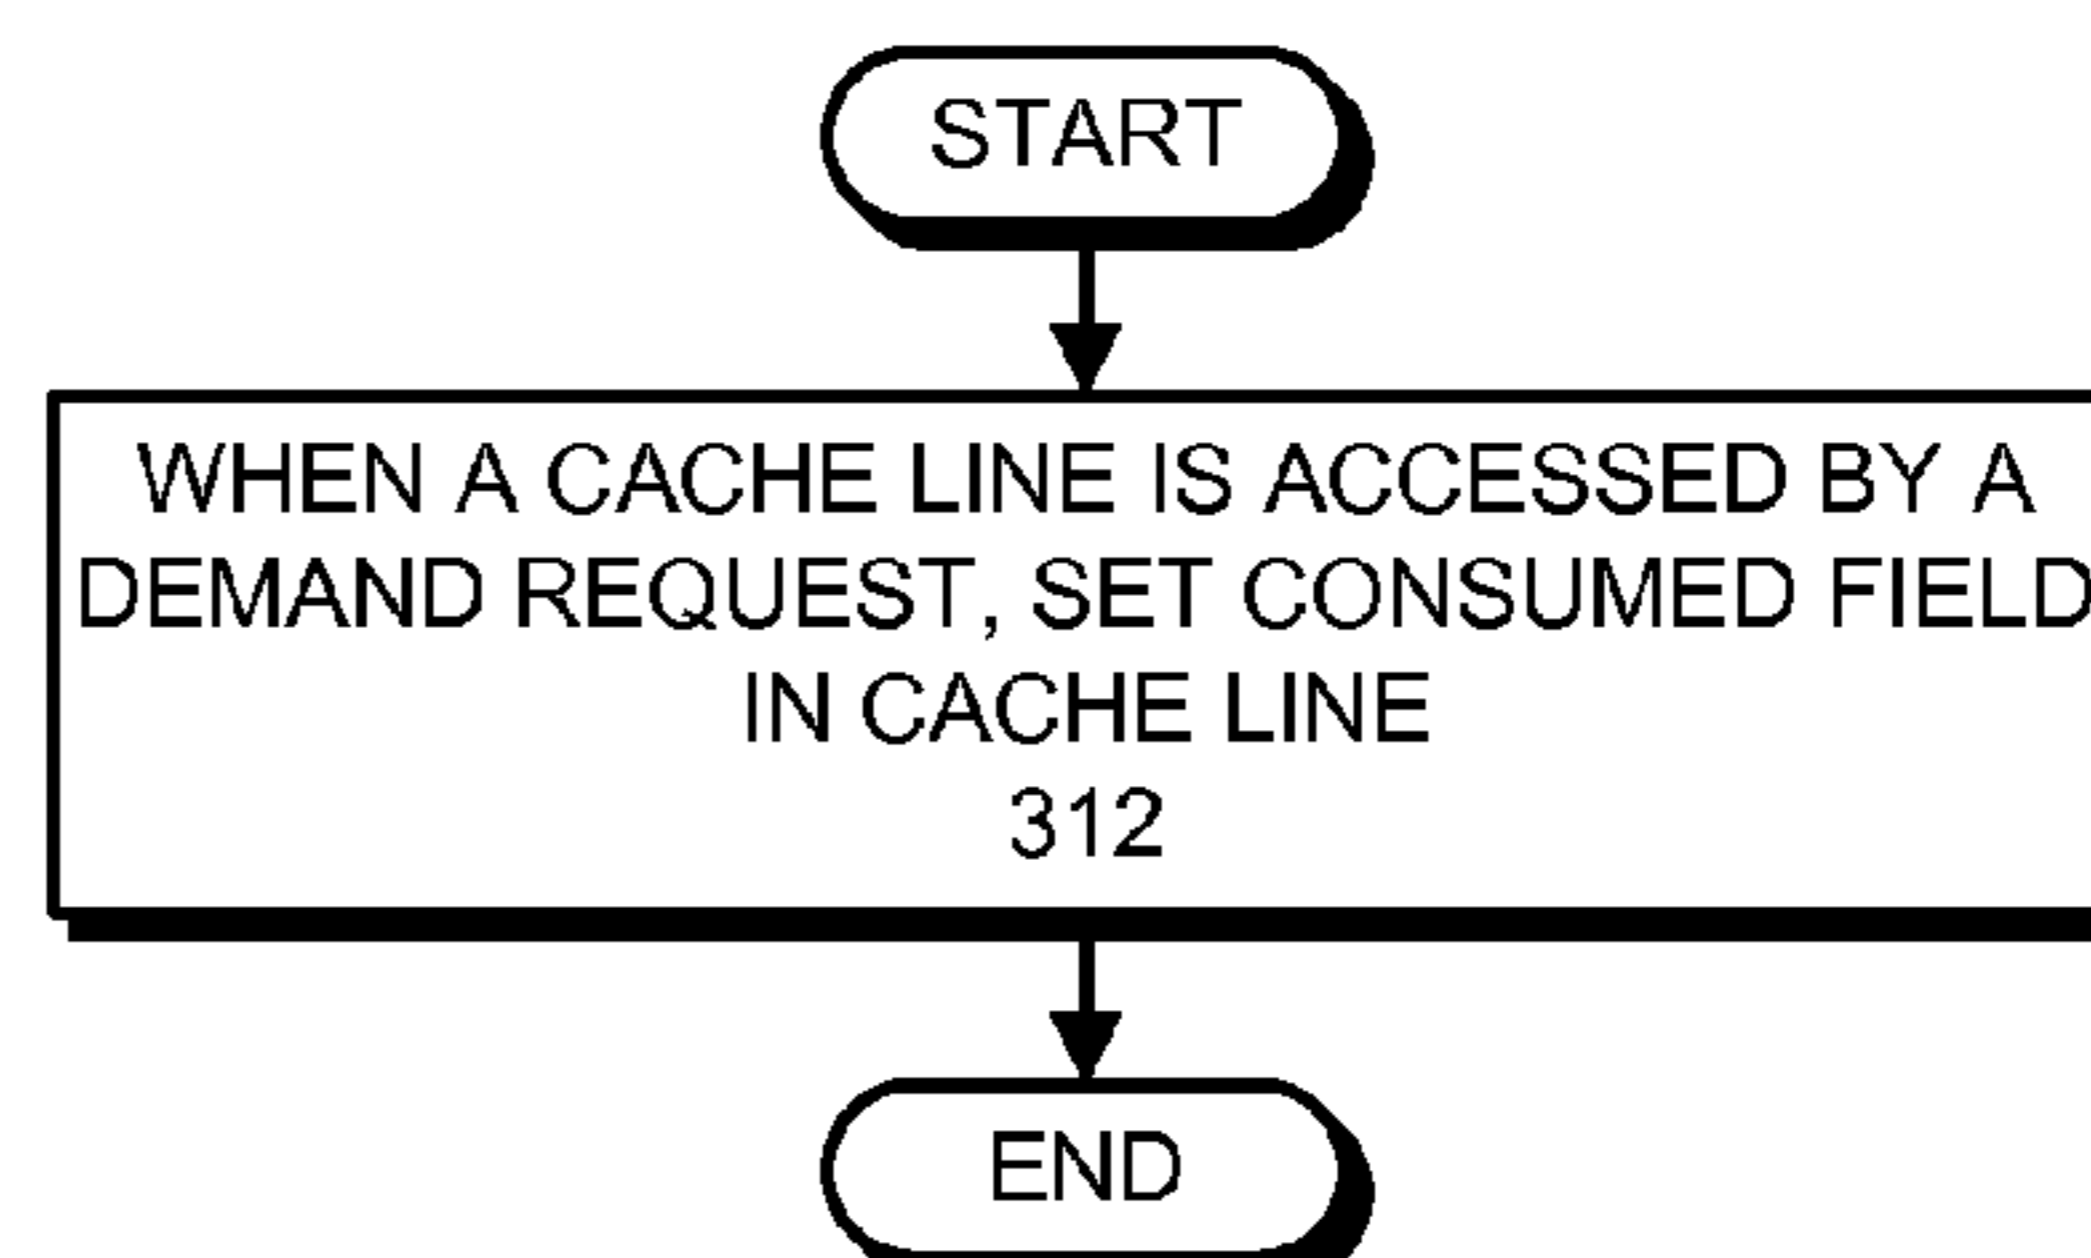 START
WHEN A CACHE LINE IS ACCESSED BY A
DEMAND REQUEST, SET CONSUMED FIELD
IN CACHE LINE
312
END